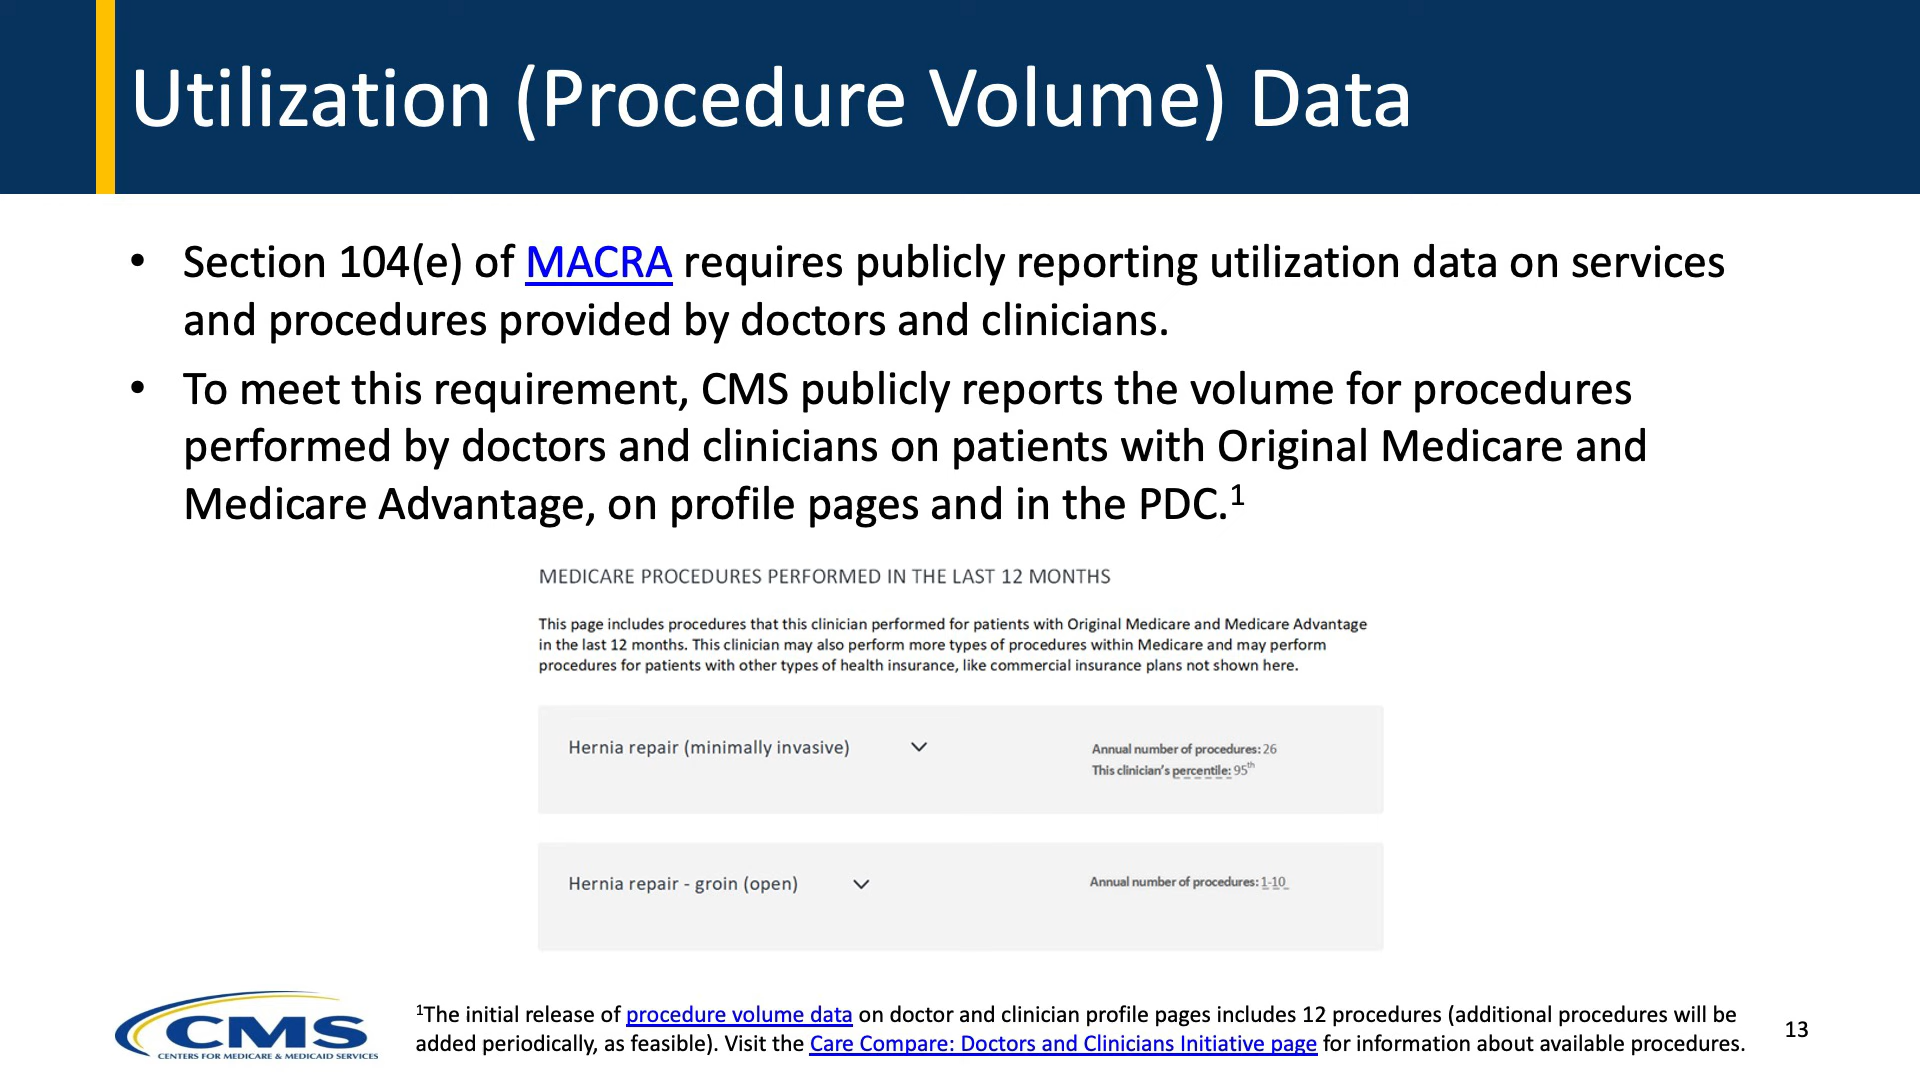 Utilization (Procedure Volume) Data
• Section 104(e) of MACRA requires publicly reporting utilization data on services
and procedures provided by doctors and clinicians.
• To meet this requirement, CMS publicly reports the volume for procedures
performed by doctors and clinicians on patients with Original Medicare and
Medicare Advantage, on profile pages and in the PDC.¹
MEDICARE PROCEDURES PERFORMED IN THE LAST 12 MONTHS
This page includes procedures that this clinician performed for patients with Original Medicare and Medicare Advantage
in the last 12 months. This clinician may also perform more types of procedures within Medicare and may perform
procedures for patients with other types of health insurance, like commercial insurance plans not shown here.
Hernia repair (minimally invasive)
Annual number of procedures: 26
This clinician's percentile: 95th
Hernia repair - groin (open)
Annual number of procedures: 1-10
CMS
CENTERS FOR MEDICARE & MEDICAID SERVICES
¹The initial release of procedure volume data on doctor and clinician profile pages includes 12 procedures (additional procedures will be
added periodically, as feasible). Visit the Care Compare: Doctors and Clinicians Initiative page for information about available procedures.
13